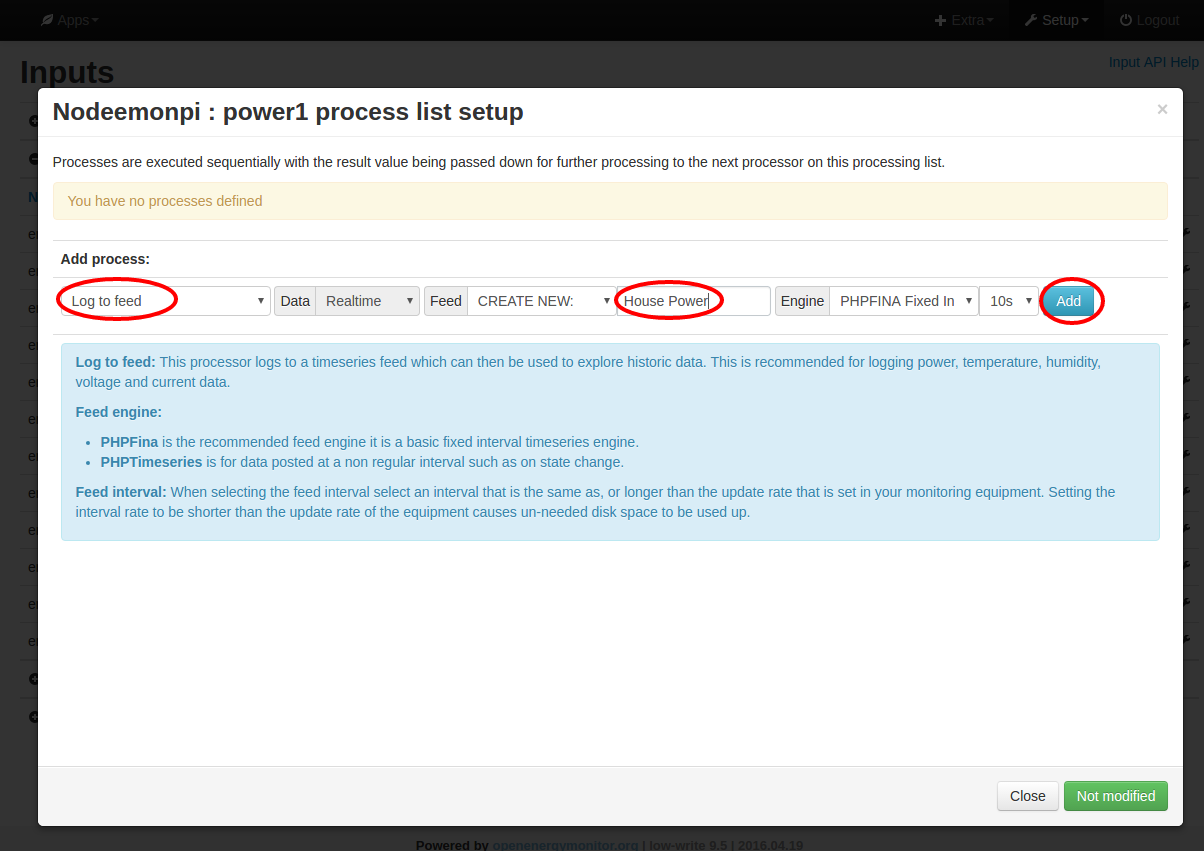 Apps
Extra Setup Logout
Inputs
Input API Help
Nodeemonpi : power1 process list setup ×
Processes are executed sequentially with the result value being passed down for further processing to the next processor on this processing list.
You have no processes defined
Add process:
Log to feed Data Realtime Feed CREATE NEW: House Power Engine PHPFINA Fixed In 10s Add
Log to feed: This processor logs to a timeseries feed which can then be used to explore historic data. This is recommended for logging power, temperature, humidity,
voltage and current data.
Feed engine:
• PHPFina is the recommended feed engine it is a basic fixed interval timeseries engine.
• PHPTimeseries is for data posted at a non regular interval such as on state change.
Feed interval: When selecting the feed interval select an interval that is the same as, or longer than the update rate that is set in your monitoring equipment. Setting the
interval rate to be shorter than the update rate of the equipment causes un-needed disk space to be used up.
Close Not modified
Powered by openenergymonitor.org | low-write 9.5 | 2016.04.19